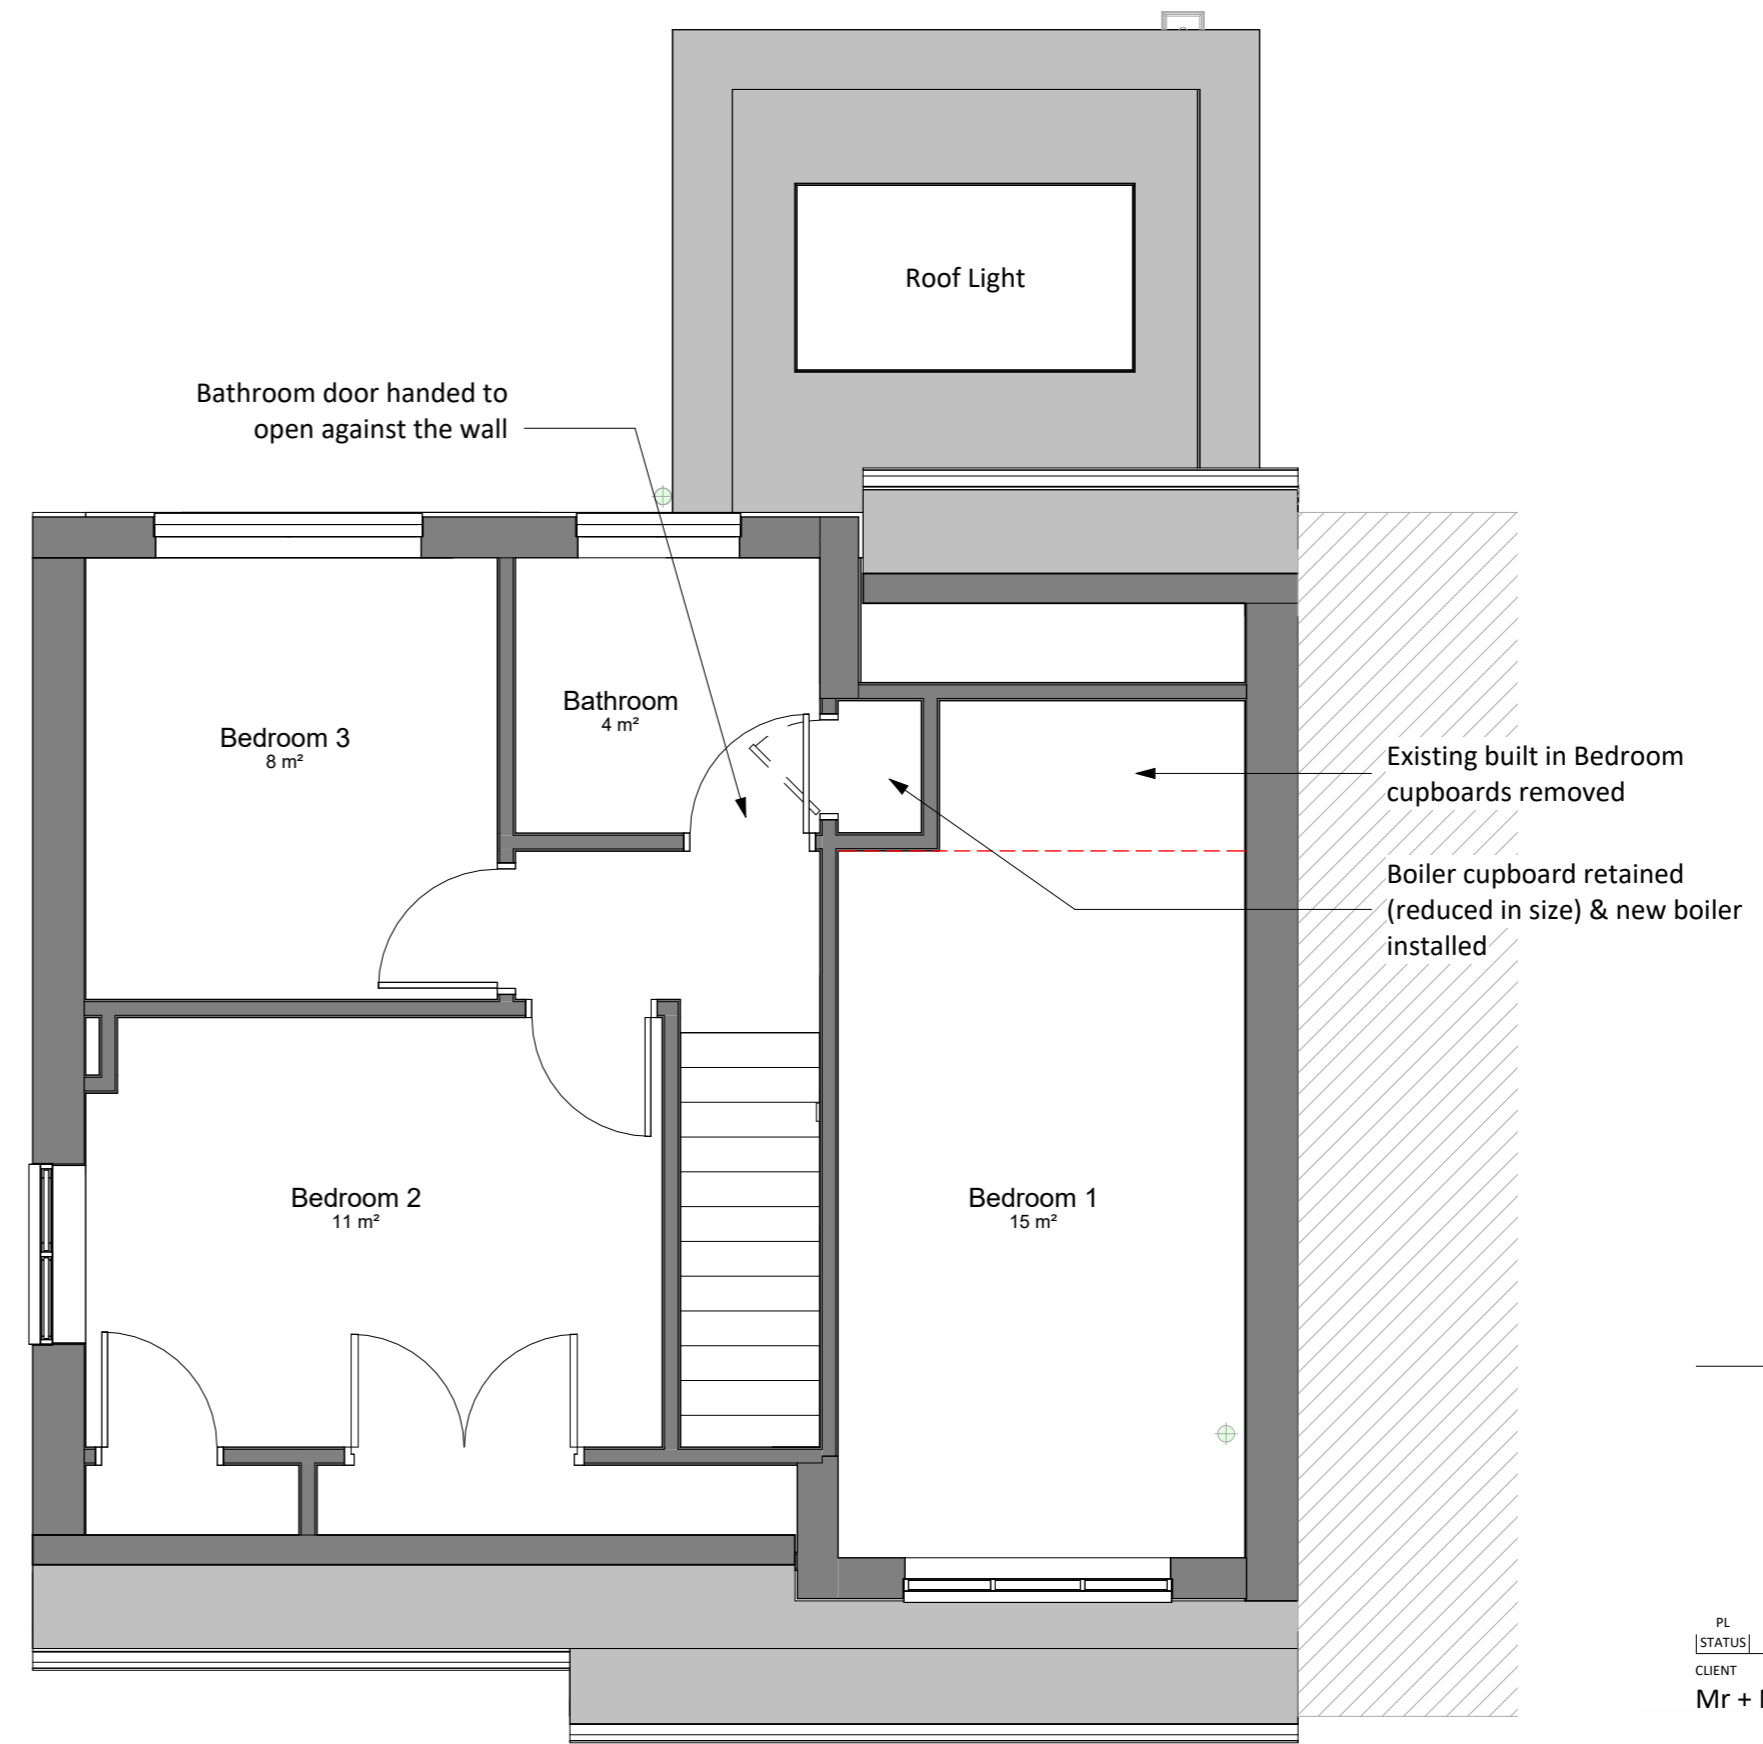 Roof Light
Bathroom door handed to
open against the wall
Bathroom
4 m²
Bedroom 3
8 m²
Existing built in Bedroom
cupboards removed
Boiler cupboard retained
(reduced in size) & new boiler
installed
Bedroom 2
11 m²
Bedroom 1
15 m²
PL
STATUS
CLIENT
Mr +